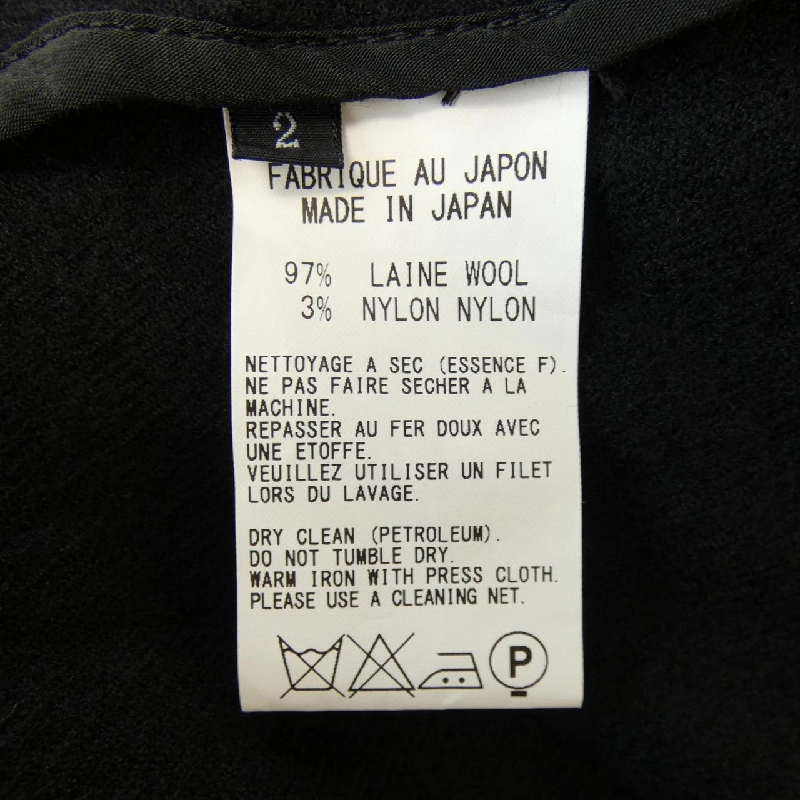 2
FABRIQUE AU JAPON
MADE IN JAPAN
97% LAINE WOOL
3% NYLON NYLON
NETTOYAGE A SEC (ESSENCE F).
NE PAS FAIRE SECHER A LA
MACHINE.
REPASSER AU FER DOUX AVEC
UNE ETOFFE.
VEUILLEZ UTILISER UN FILET
LORS DU LAVAGE.
DRY CLEAN (PETROLEUM).
DO NOT TUMBLE DRY.
WARM IRON WITH PRESS CLOTH.
PLEASE USE A CLEANING NET.
P